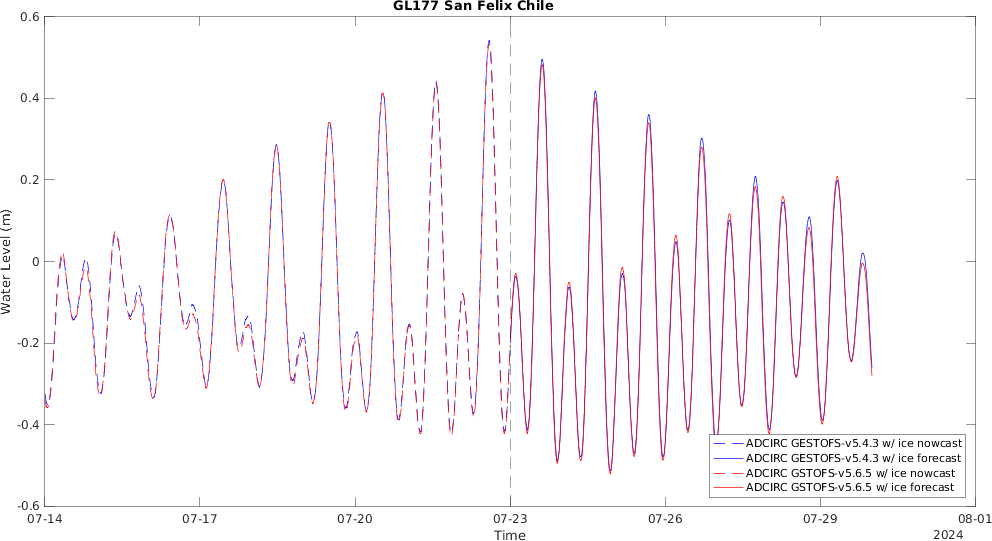 GL177 San Felix Chile
0.6
0.4
0.2
0
-0.2
-0.4
-0.6
Water Level (m)
ADCIRC GESTOFS-v5.4.3 w/ ice nowcast
ADCIRC GESTOFS-v5.4.3 w/ ice forecast
ADCIRC GSTOFS-v5.6.5 w/ ice nowcast
ADCIRC GSTOFS-v5.6.5 w/ ice forecast
07-14 07-17 07-20 07-23 07-26 07-29 08-01
Time
2024